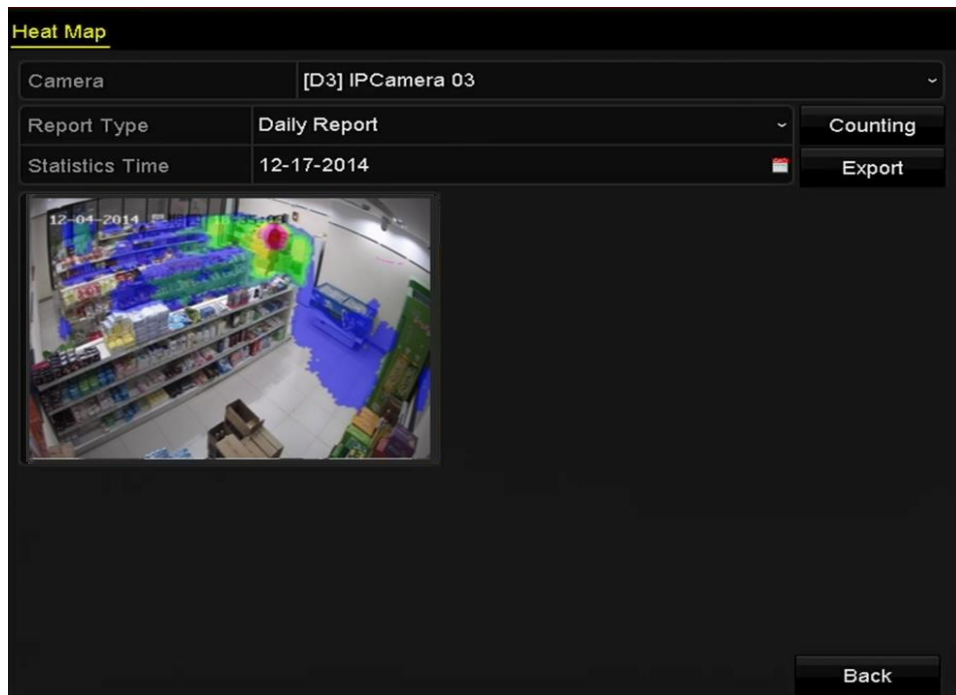 Heat Map
Camera [D3] IPCamera 03
Report Type Daily Report Counting
Statistics Time 12-17-2014 Export
12-04-2014
Back